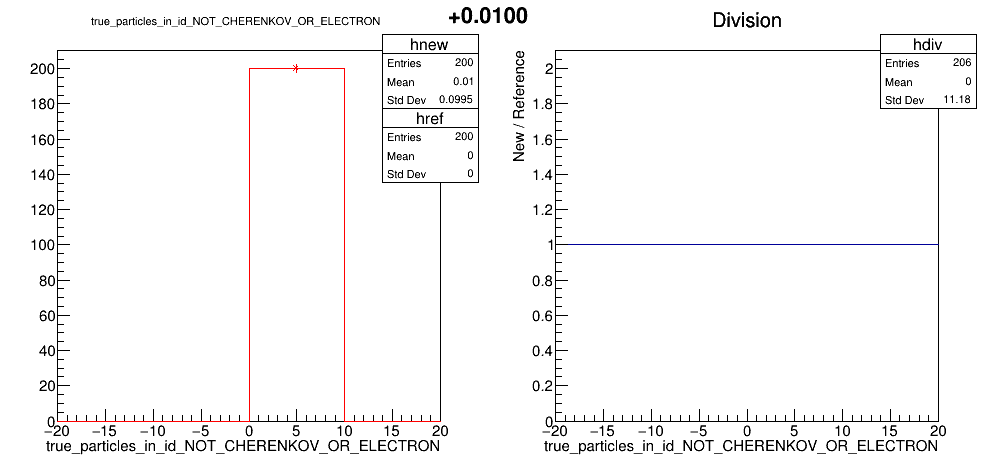 true_particles_in_id_NOT_CHERENKOV_OR_ELECTRON
+0.0100
hnew
Entries 200
Mean 0.01
Std Dev 0.0995
href
Entries 200
Mean 0
Std Dev 0
200
180
160
140
120
100
80
60
40
20
0
−20 −15 −10 −5 0 5 10 15 20
true_particles_in_id_NOT_CHERENKOV_OR_ELECTRON
Division
hdiv
Entries 206
Mean 0
Std Dev 11.18
New / Reference
2
1.8
1.6
1.4
1.2
1
0.8
0.6
0.4
0.2
0
−20 −15 −10 −5 0 5 10 15 20
true_particles_in_id_NOT_CHERENKOV_OR_ELECTRON